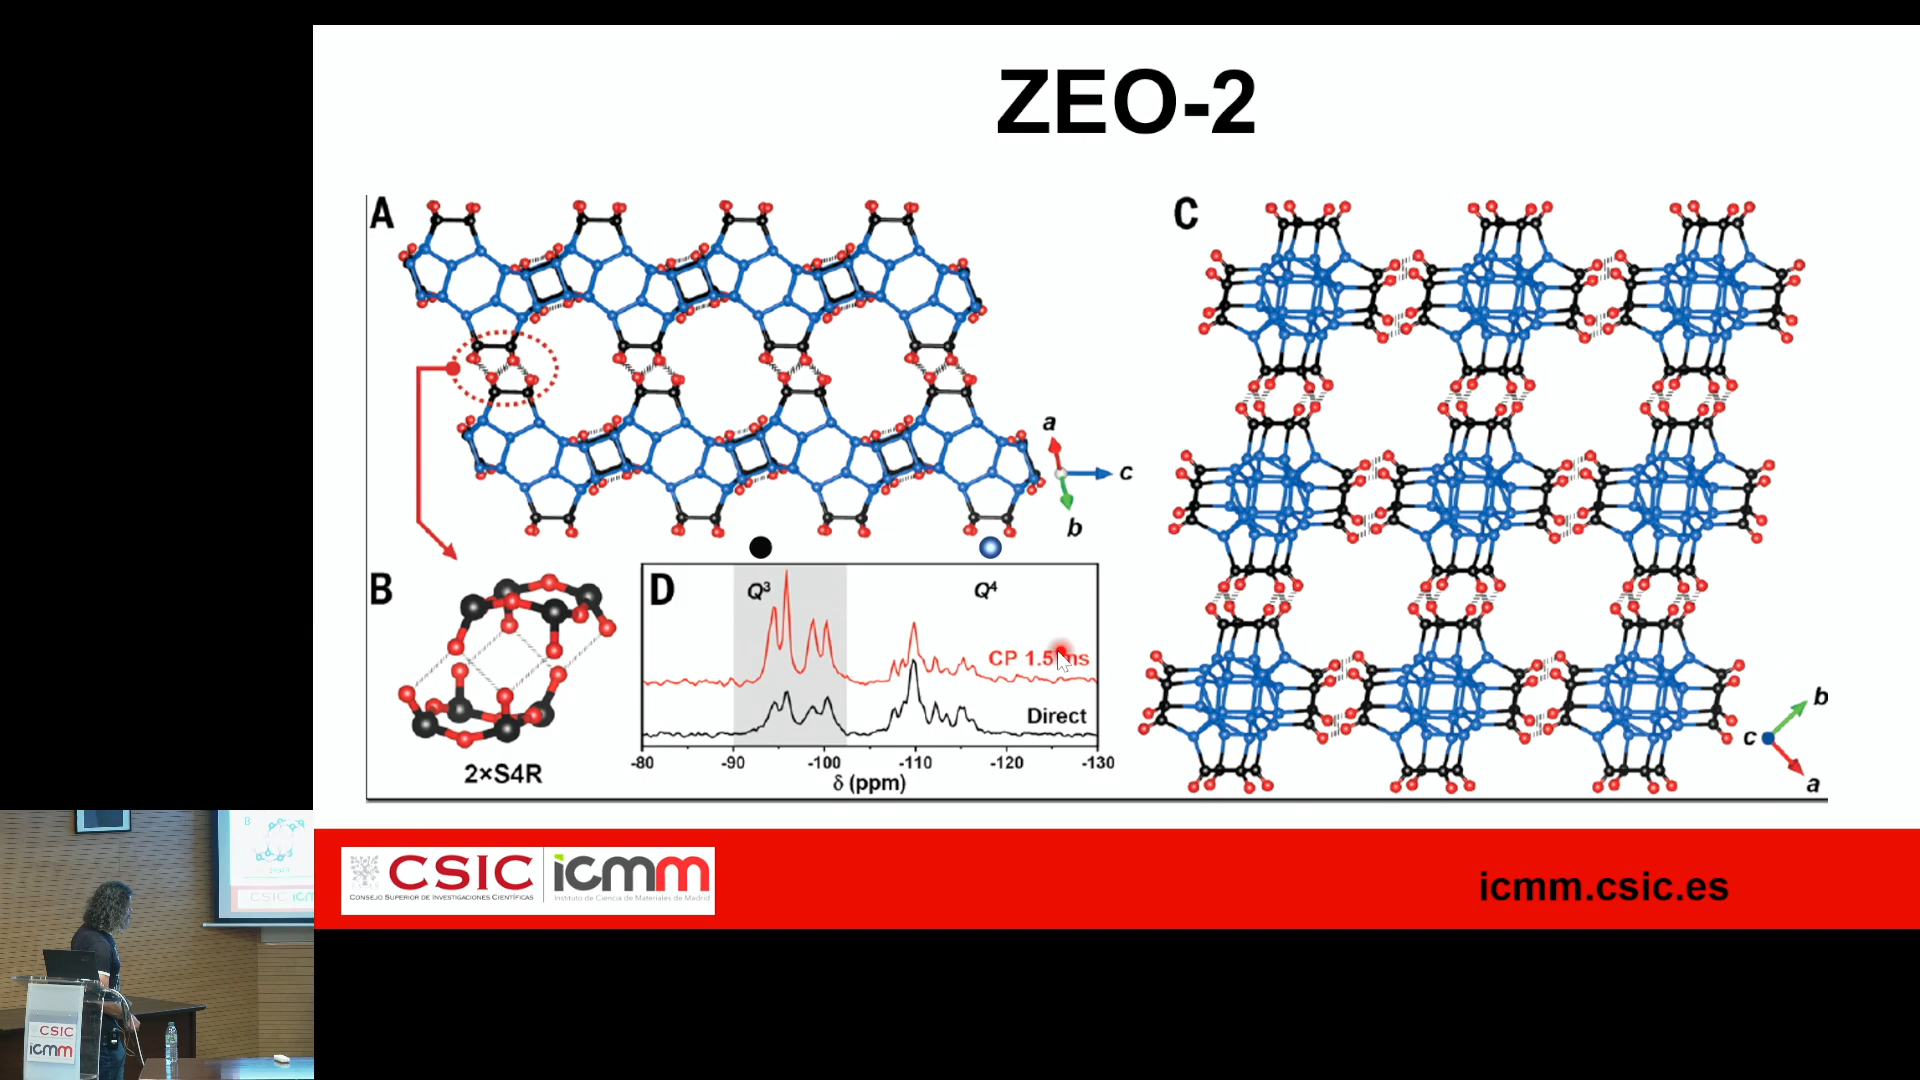 ZEO-2
A
a
c
b
B
2×S4R
D
Q³
Q⁴
CP 1.5 ms
Direct
-80
-90
-100
-110
-120
-130
δ (ppm)
C
b
c
a
CSIC
CONSEJO SUPERIOR DE INVESTIGACIONES CIENTÍFICAS
icmm
Instituto de Ciencia de Materiales de Madrid
icmm.csic.es
B
CSIC
icmm